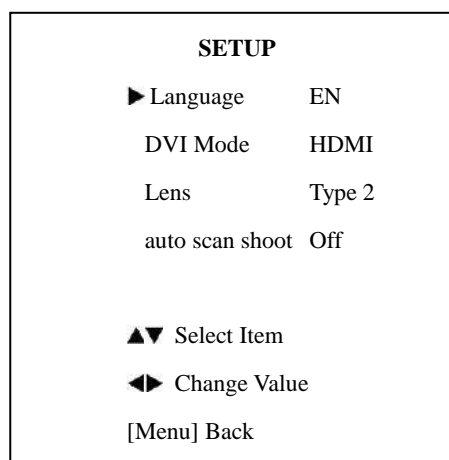 SETUP
▶Language EN
DVI Mode HDMI
Lens Type 2
auto scan shoot Off
▲▼ Select Item
◀▶ Change Value
[Menu] Back